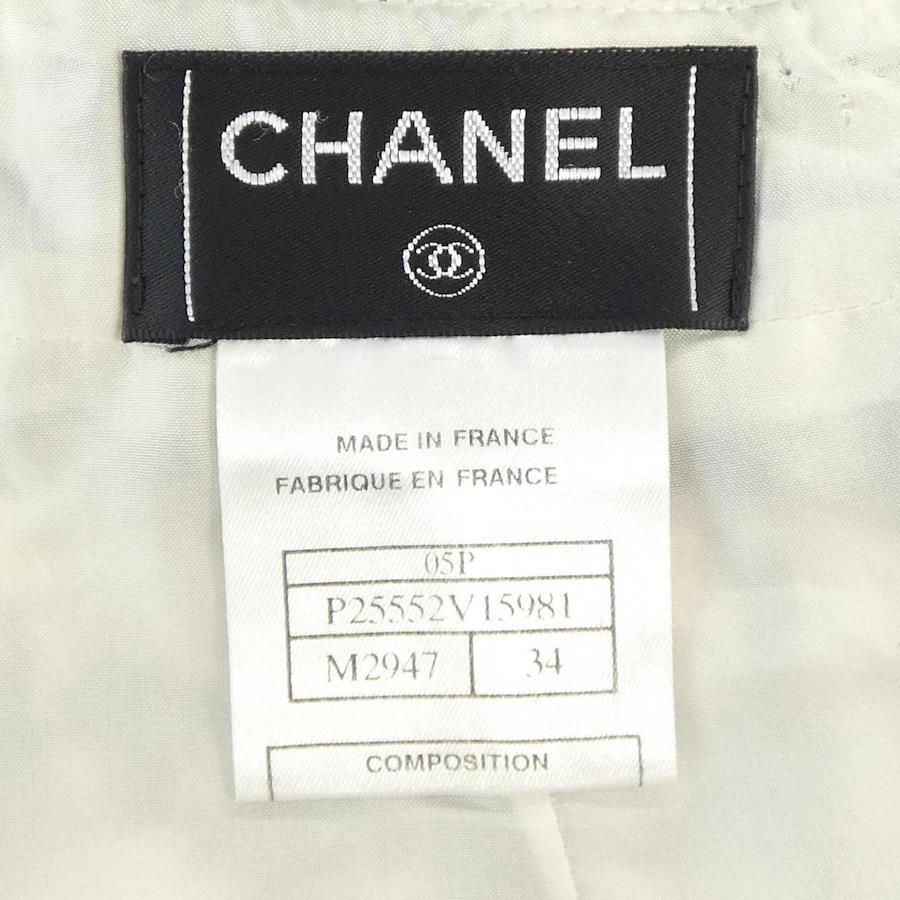 CHANEL
MADE IN FRANCE
FABRIQUE EN FRANCE
05P
P25552V15981
M2947 34
COMPOSITION